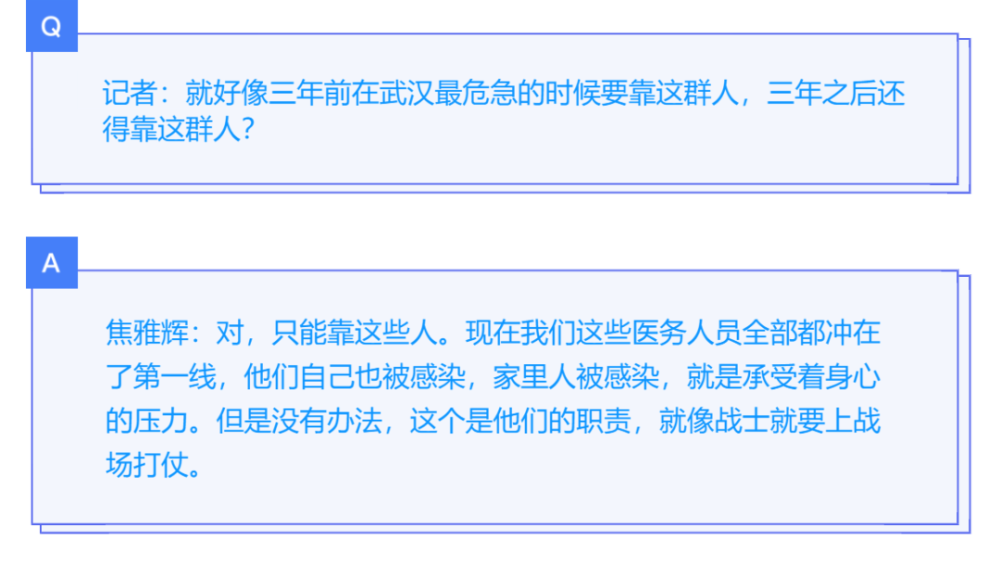 Q
记者：就好像三年前在武汉最危急的时候要靠这群人，三年之后还
得靠这群人？
A
焦雅辉：对，只能靠这些人。现在我们这些医务人员全部都冲在
了第一线，他们自己也被感染，家里人被感染，就是承受着身心
的压力。但是没有办法，这个是他们的职责，就像战士就要上战
场打仗。